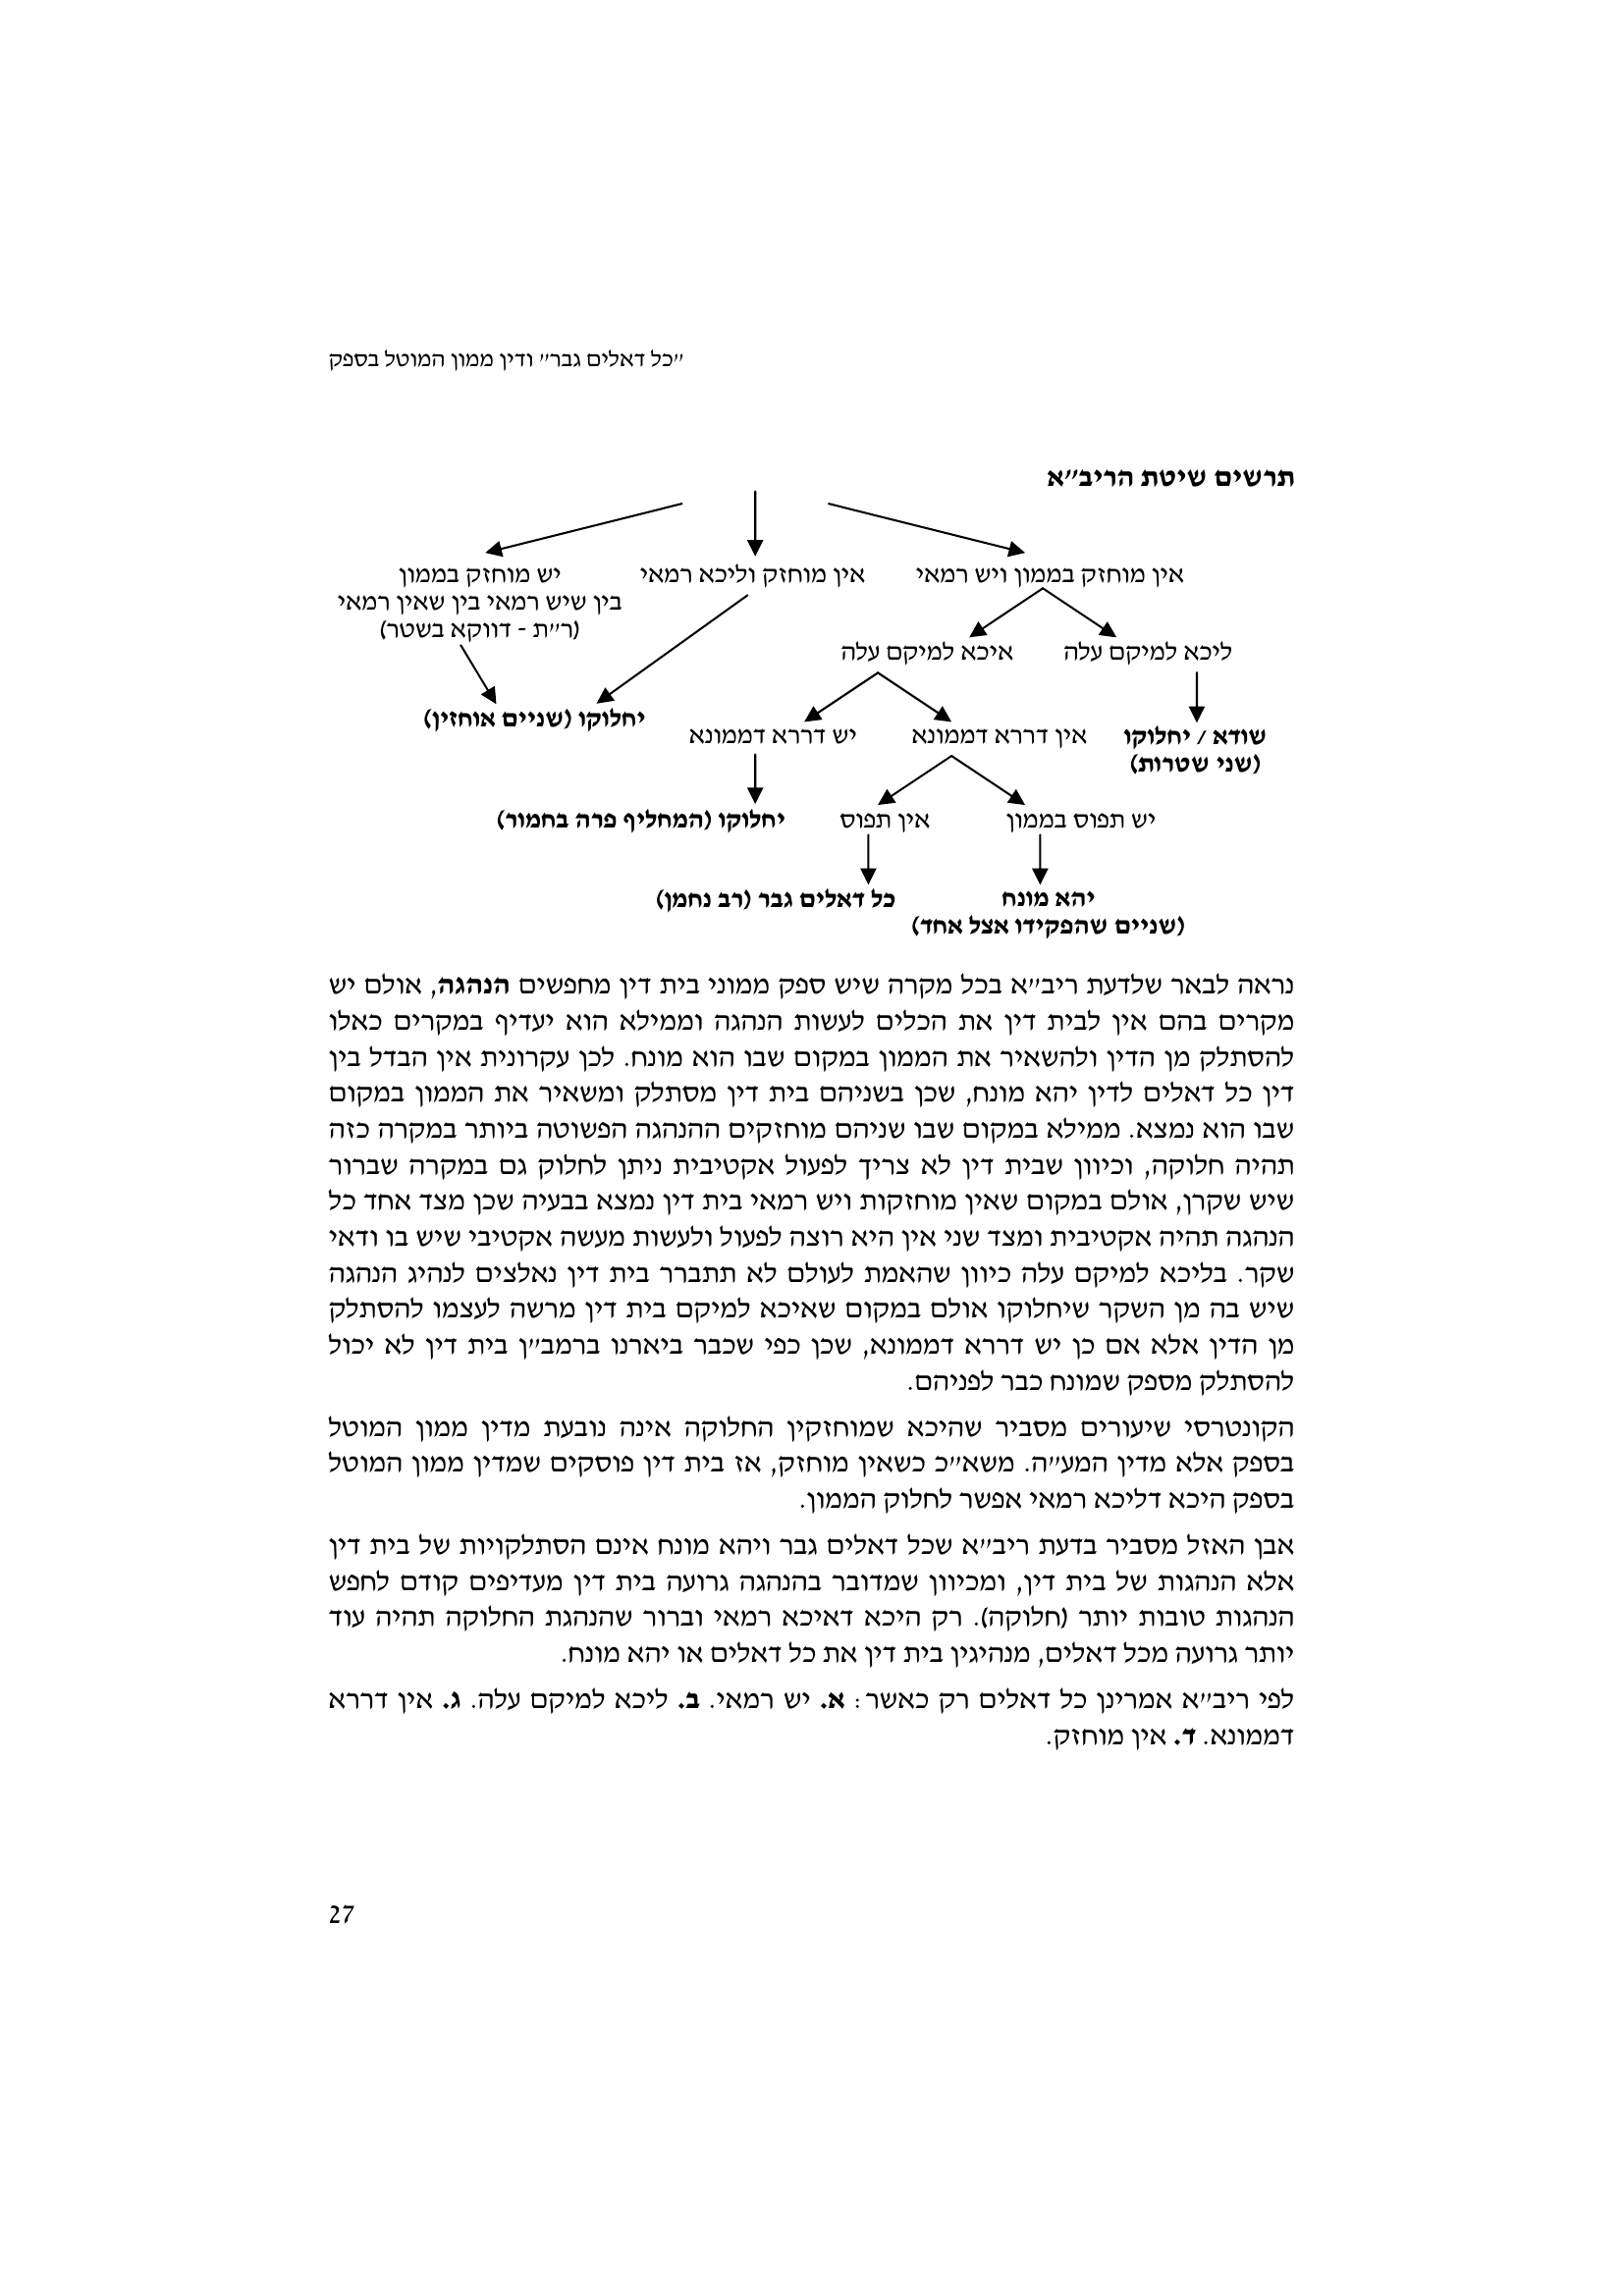 "כל דאלים גבר" ודין ממון המוטל בספק
תרשים שיטת הריב"א
אין מוחזק בממון ויש רמאי
אין מוחזק וליכא רמאי
יש מוחזק בממון
בין שיש רמאי בין שאין רמאי
(ר"ת - דווקא בשטר)
ליכא למיקם עלה
איכא למיקם עלה
יחלוקו (שניים אוחזין)
שודא / יחלוקו
(שני שטרות)
אין דררא דממונא
יש דררא דממונא
יש תפוס בממון
אין תפוס
יחלוקו (המחליף פרה בחמור)
יהא מונח
(שניים שהפקידו אצל אחד)
כל דאלים גבר (רב נחמן)
נראה לבאר שלדעת ריב"א בכל מקרה שיש ספק ממוני בית דין מחפשים הנהגה, אולם יש
מקרים בהם אין לבית דין את הכלים לעשות הנהגה וממילא הוא יעדיף במקרים כאלו
להסתלק מן הדין ולהשאיר את הממון במקום שבו הוא מונח. לכן עקרונית אין הבדל בין
דין כל דאלים לדין יהא מונח, שכן בשניהם בית דין מסתלק ומשאיר את הממון במקום
שבו הוא נמצא. ממילא במקום שבו שניהם מוחזקים ההנהגה הפשוטה ביותר במקרה כזה
תהיה חלוקה, וכיוון שבית דין לא צריך לפעול אקטיבית ניתן לחלוק גם במקרה שברור
שיש שקרן, אולם במקום שאין מוחזקות ויש רמאי בית דין נמצא בבעיה שכן מצד אחד כל
הנהגה תהיה אקטיבית ומצד שני אין היא רוצה לפעול ולעשות מעשה אקטיבי שיש בו ודאי
שקר. בליכא למיקם עלה כיוון שהאמת לעולם לא תתברר בית דין נאלצים לנהיג הנהגה
שיש בה מן השקר שיחלוקו אולם במקום שאיכא למיקם בית דין מרשה לעצמו להסתלק
מן הדין אלא אם כן יש דררא דממונא, שכן כפי שכבר ביארנו ברמב"ן בית דין לא יכול
להסתלק מספק שמונח כבר לפניהם.
הקונטרסי שיעורים מסביר שהיכא שמוחזקין החלוקה אינה נובעת מדין ממון המוטל
בספק אלא מדין המע"ה. משא"כ כשאין מוחזק, אז בית דין פוסקים שמדין ממון המוטל
בספק היכא דליכא רמאי אפשר לחלוק הממון.
אבן האזל מסביר בדעת ריב"א שכל דאלים גבר ויהא מונח אינם הסתלקויות של בית דין
אלא הנהגות של בית דין, ומכיוון שמדובר בהנהגה גרועה בית דין מעדיפים קודם לחפש
הנהגות טובות יותר (חלוקה). רק היכא דאיכא רמאי וברור שהנהגת החלוקה תהיה עוד
יותר גרועה מכל דאלים, מנהיגין בית דין את כל דאלים או יהא מונח.
לפי ריב"א אמרינן כל דאלים רק כאשר: א. יש רמאי. ב. ליכא למיקם עלה. ג. אין דררא
דממונא. ד. אין מוחזק.
27